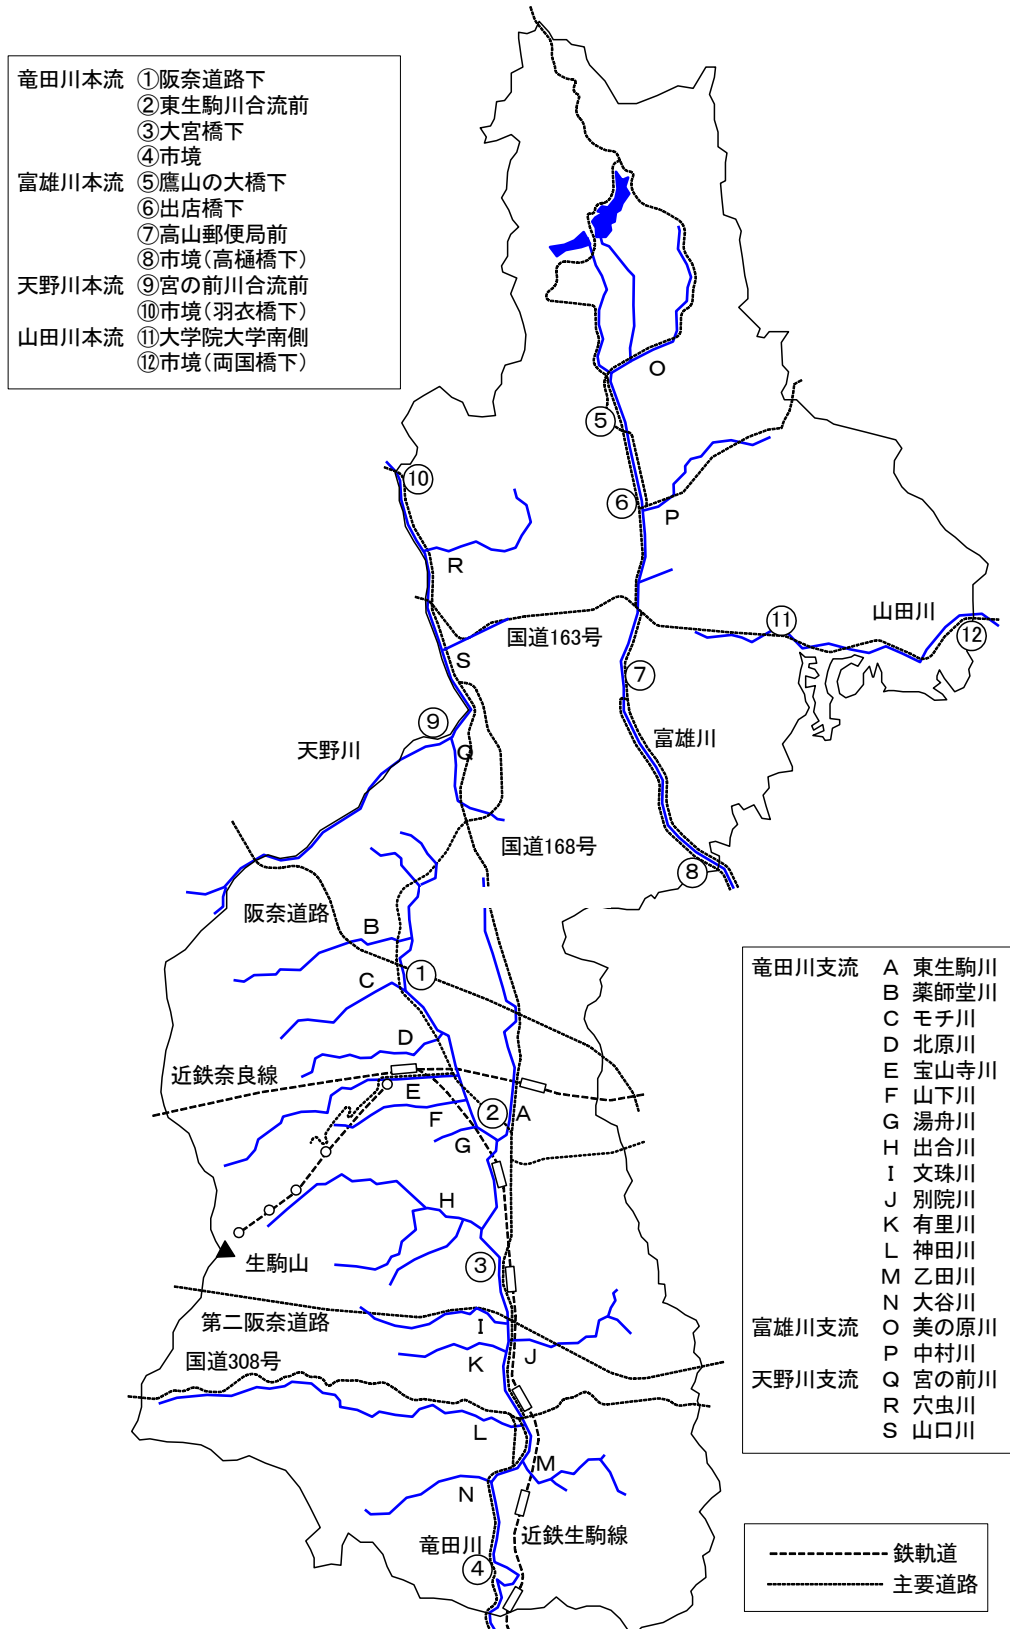 竜田川本流 ①阪奈道路下
②東生駒川合流前
③大宮橋下
④市境
富雄川本流 ⑤鷹山の大橋下
⑥出店橋下
⑦高山郵便局前
⑧市境(高樋橋下)
天野川本流 ⑨宮の前川合流前
⑩市境(羽衣橋下)
山田川本流 ⑪大学院大学南側
⑫市境(両国橋下)
O
⑤
⑩
⑥
P
R
山田川
⑪
⑫
国道163号
S
⑦
⑨
天野川
Q
富雄川
国道168号
⑧
阪奈道路
B
①
C
D
近鉄奈良線
E
F
②
A
G
H
生駒山
③
第二阪奈道路
I
J
国道308号
K
L
M
N
竜田川
近鉄生駒線
④
竜田川支流 A 東生駒川
B 薬師堂川
C モチ川
D 北原川
E 宝山寺川
F 山下川
G 湯舟川
H 出合川
I 文珠川
J 別院川
K 有里川
L 神田川
M 乙田川
N 大谷川
富雄川支流 O 美の原川
P 中村川
天野川支流 Q 宮の前川
R 穴虫川
S 山口川
鉄軌道
主要道路